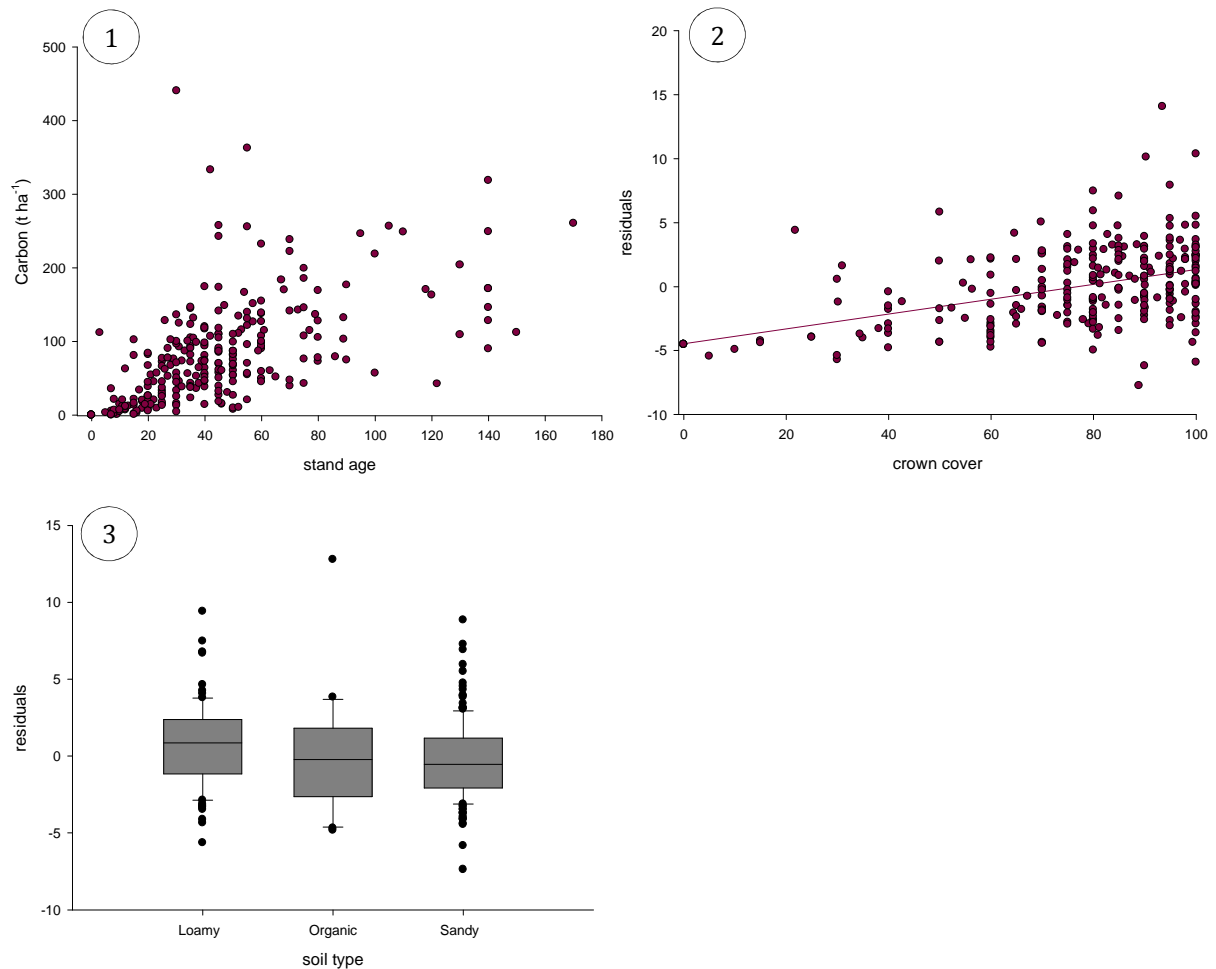 1
500
400
300
200
100
0
Carbon (t ha-1)
0 20 40 60 80 100 120 140 160 180
stand age
2
20
15
10
5
0
-5
-10
residuals
0 20 40 60 80 100
crown cover
3
15
10
5
0
-5
-10
residuals
Loamy Organic Sandy
soil type